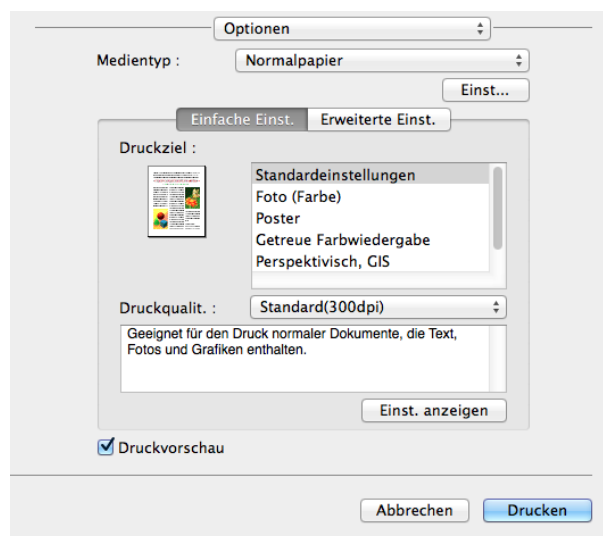 Optionen
Medientyp : Normalpapier
Einst...
Einfache Einst. Erweiterte Einst.
Druckziel :
Standardeinstellungen
Foto (Farbe)
Poster
Getreue Farbwiedergabe
Perspektivisch, GIS
Druckqualit. : Standard(300dpi)
Geeignet für den Druck normaler Dokumente, die Text,
Fotos und Grafiken enthalten.
Einst. anzeigen
Druckvorschau
Abbrechen Drucken